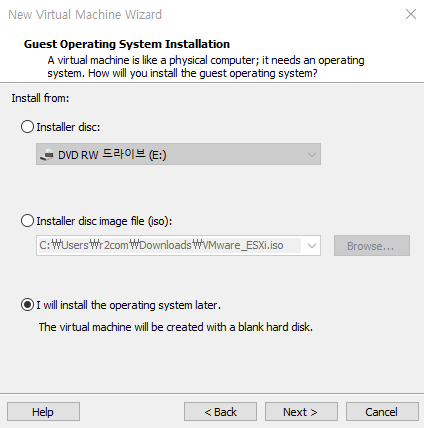 New Virtual Machine Wizard
Guest Operating System Installation
A virtual machine is like a physical computer; it needs an operating
system. How will you install the guest operating system?
Install from:
Installer disc:
DVD RW 드라이브 (E:)
Installer disc image file (iso):
C:₩Users₩r2com₩Downloads₩VMware_ESXi.iso
Browse...
I will install the operating system later.
The virtual machine will be created with a blank hard disk.
Help
< Back
Next >
Cancel